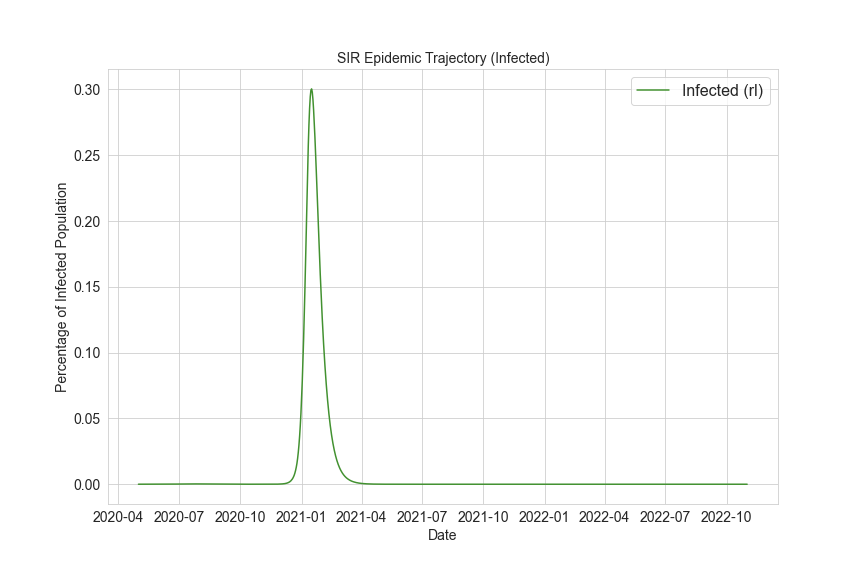 SIR Epidemic Trajectory (Infected)
Infected (rI)
Percentage of Infected Population
0.30
0.25
0.20
0.15
0.10
0.05
0.00
2020-04 2020-07 2020-10 2021-01 2021-04 2021-07 2021-10 2022-01 2022-04 2022-07 2022-10
Date